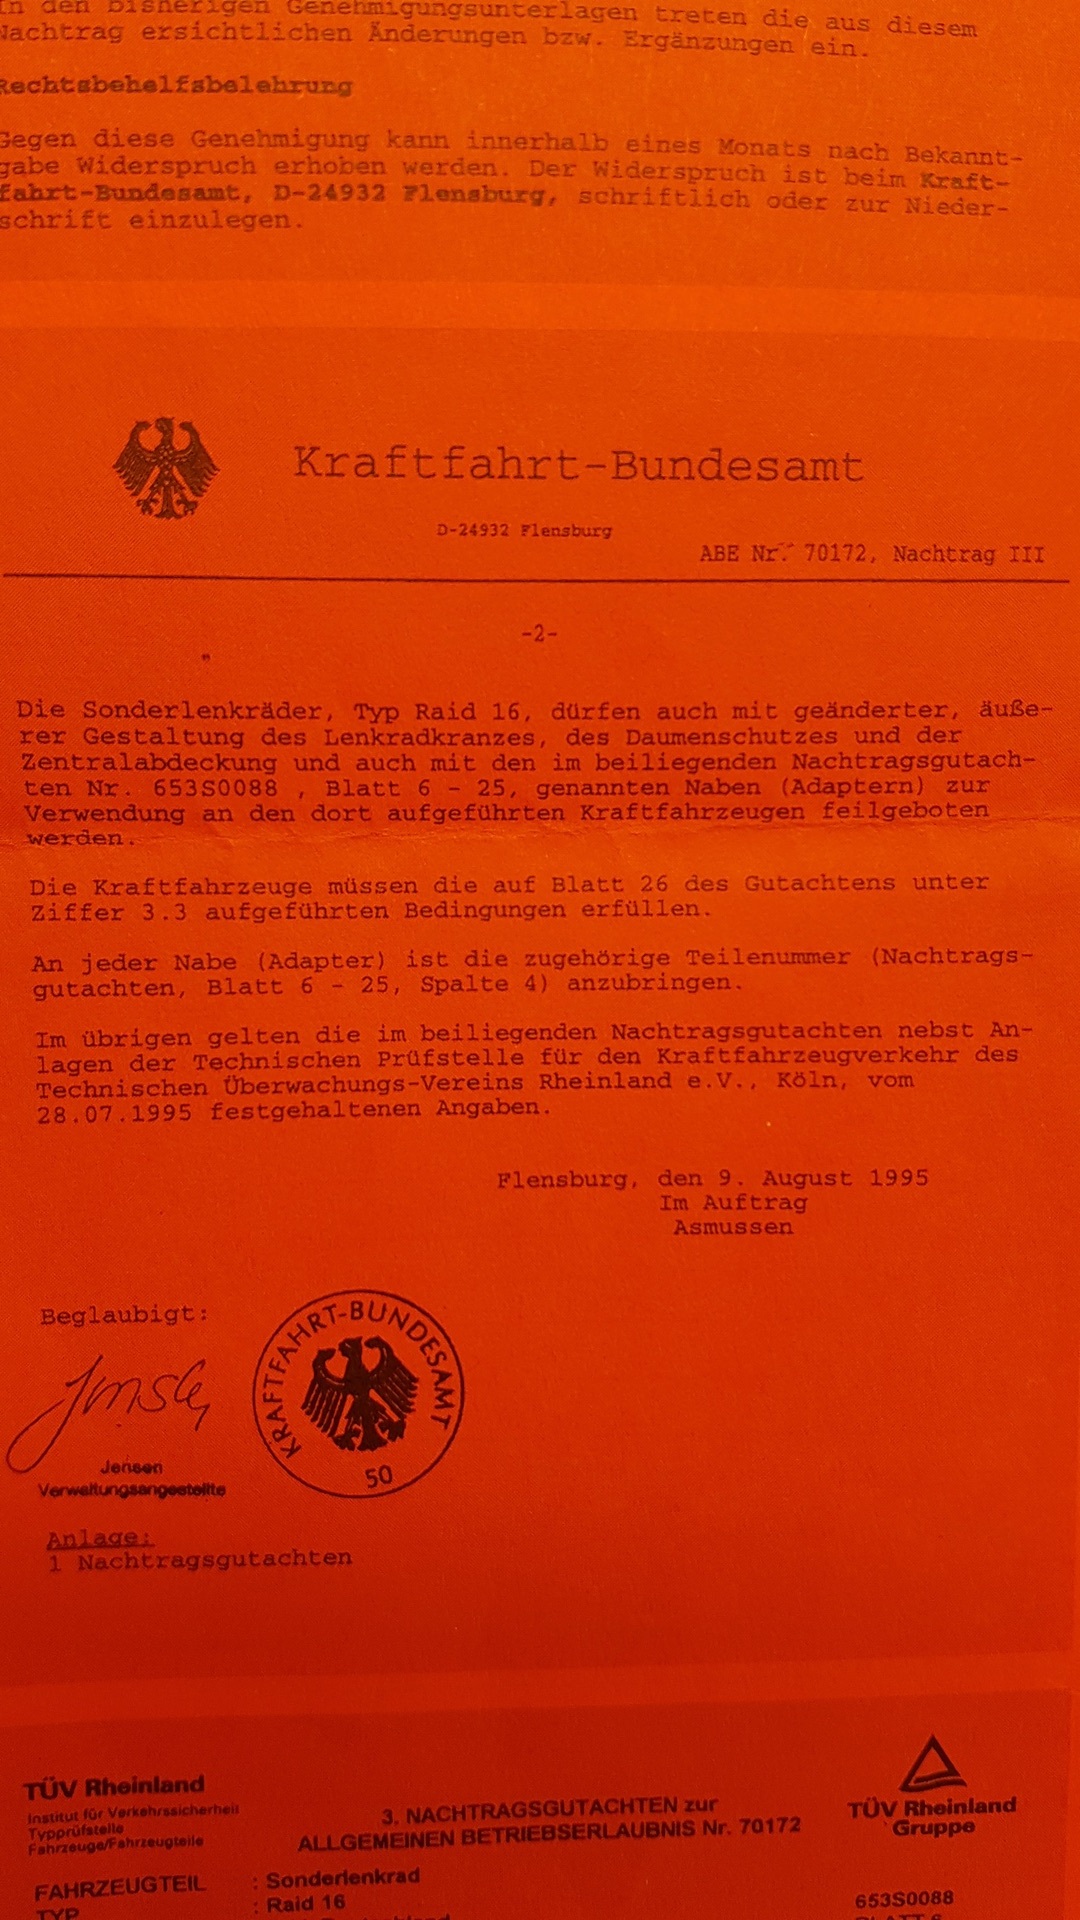 In den bisherigen Genehmigungsunterlagen treten die aus diesem
Nachtrag ersichtlichen Änderungen bzw. Ergänzungen ein.
Rechtsbehelfsbelehrung
Gegen diese Genehmigung kann innerhalb eines Monats nach Bekannt-
gabe Widerspruch erhoben werden. Der Widerspruch ist beim Kraft-
fahrt-Bundesamt, D-24932 Flensburg, schriftlich oder zur Nieder-
schrift einzulegen.
Kraftfahrt-Bundesamt
D-24932 Flensburg
ABE Nr. 70172, Nachtrag III
-2-
Die Sonderlenkräder, Typ Raid 16, dürfen auch mit geänderter, äuße-
rer Gestaltung des Lenkradkranzes, des Daumenschutzes und der
Zentralabdeckung und auch mit den im beiliegenden Nachtragsgutach-
ten Nr. 653S0088 , Blatt 6 - 25, genannten Naben (Adaptern) zur
Verwendung an den dort aufgeführten Kraftfahrzeugen feilgeboten
werden.
Die Kraftfahrzeuge müssen die auf Blatt 26 des Gutachtens unter
Ziffer 3.3 aufgeführten Bedingungen erfüllen.
An jeder Nabe (Adapter) ist die zugehörige Teilenummer (Nachtrags-
gutachten, Blatt 6 - 25, Spalte 4) anzubringen.
Im übrigen gelten die im beiliegenden Nachtragsgutachten nebst An-
lagen der Technischen Prüfstelle für den Kraftfahrzeugverkehr des
Technischen Überwachungs-Vereins Rheinland e.V., Köln, vom
28.07.1995 festgehaltenen Angaben.
Flensburg, den 9. August 1995
Im Auftrag
Asmussen
Beglaubigt:
KRAFTFAHRT-BUNDESAMT
50
Jensen
Verwaltungsangestellte
Anlage:
1 Nachtragsgutachten
TÜV Rheinland
Institut für Verkehrssicherheit
Typprüfstelle
Fahrzeuge/Fahrzeugteile
3. NACHTRAGSGUTACHTEN zur
ALLGEMEINEN BETRIEBSERLAUBNIS Nr. 70172
TÜV Rheinland
Gruppe
FAHRZEUGTEIL : Sonderlenkrad
TYP : Raid 16
653S0088